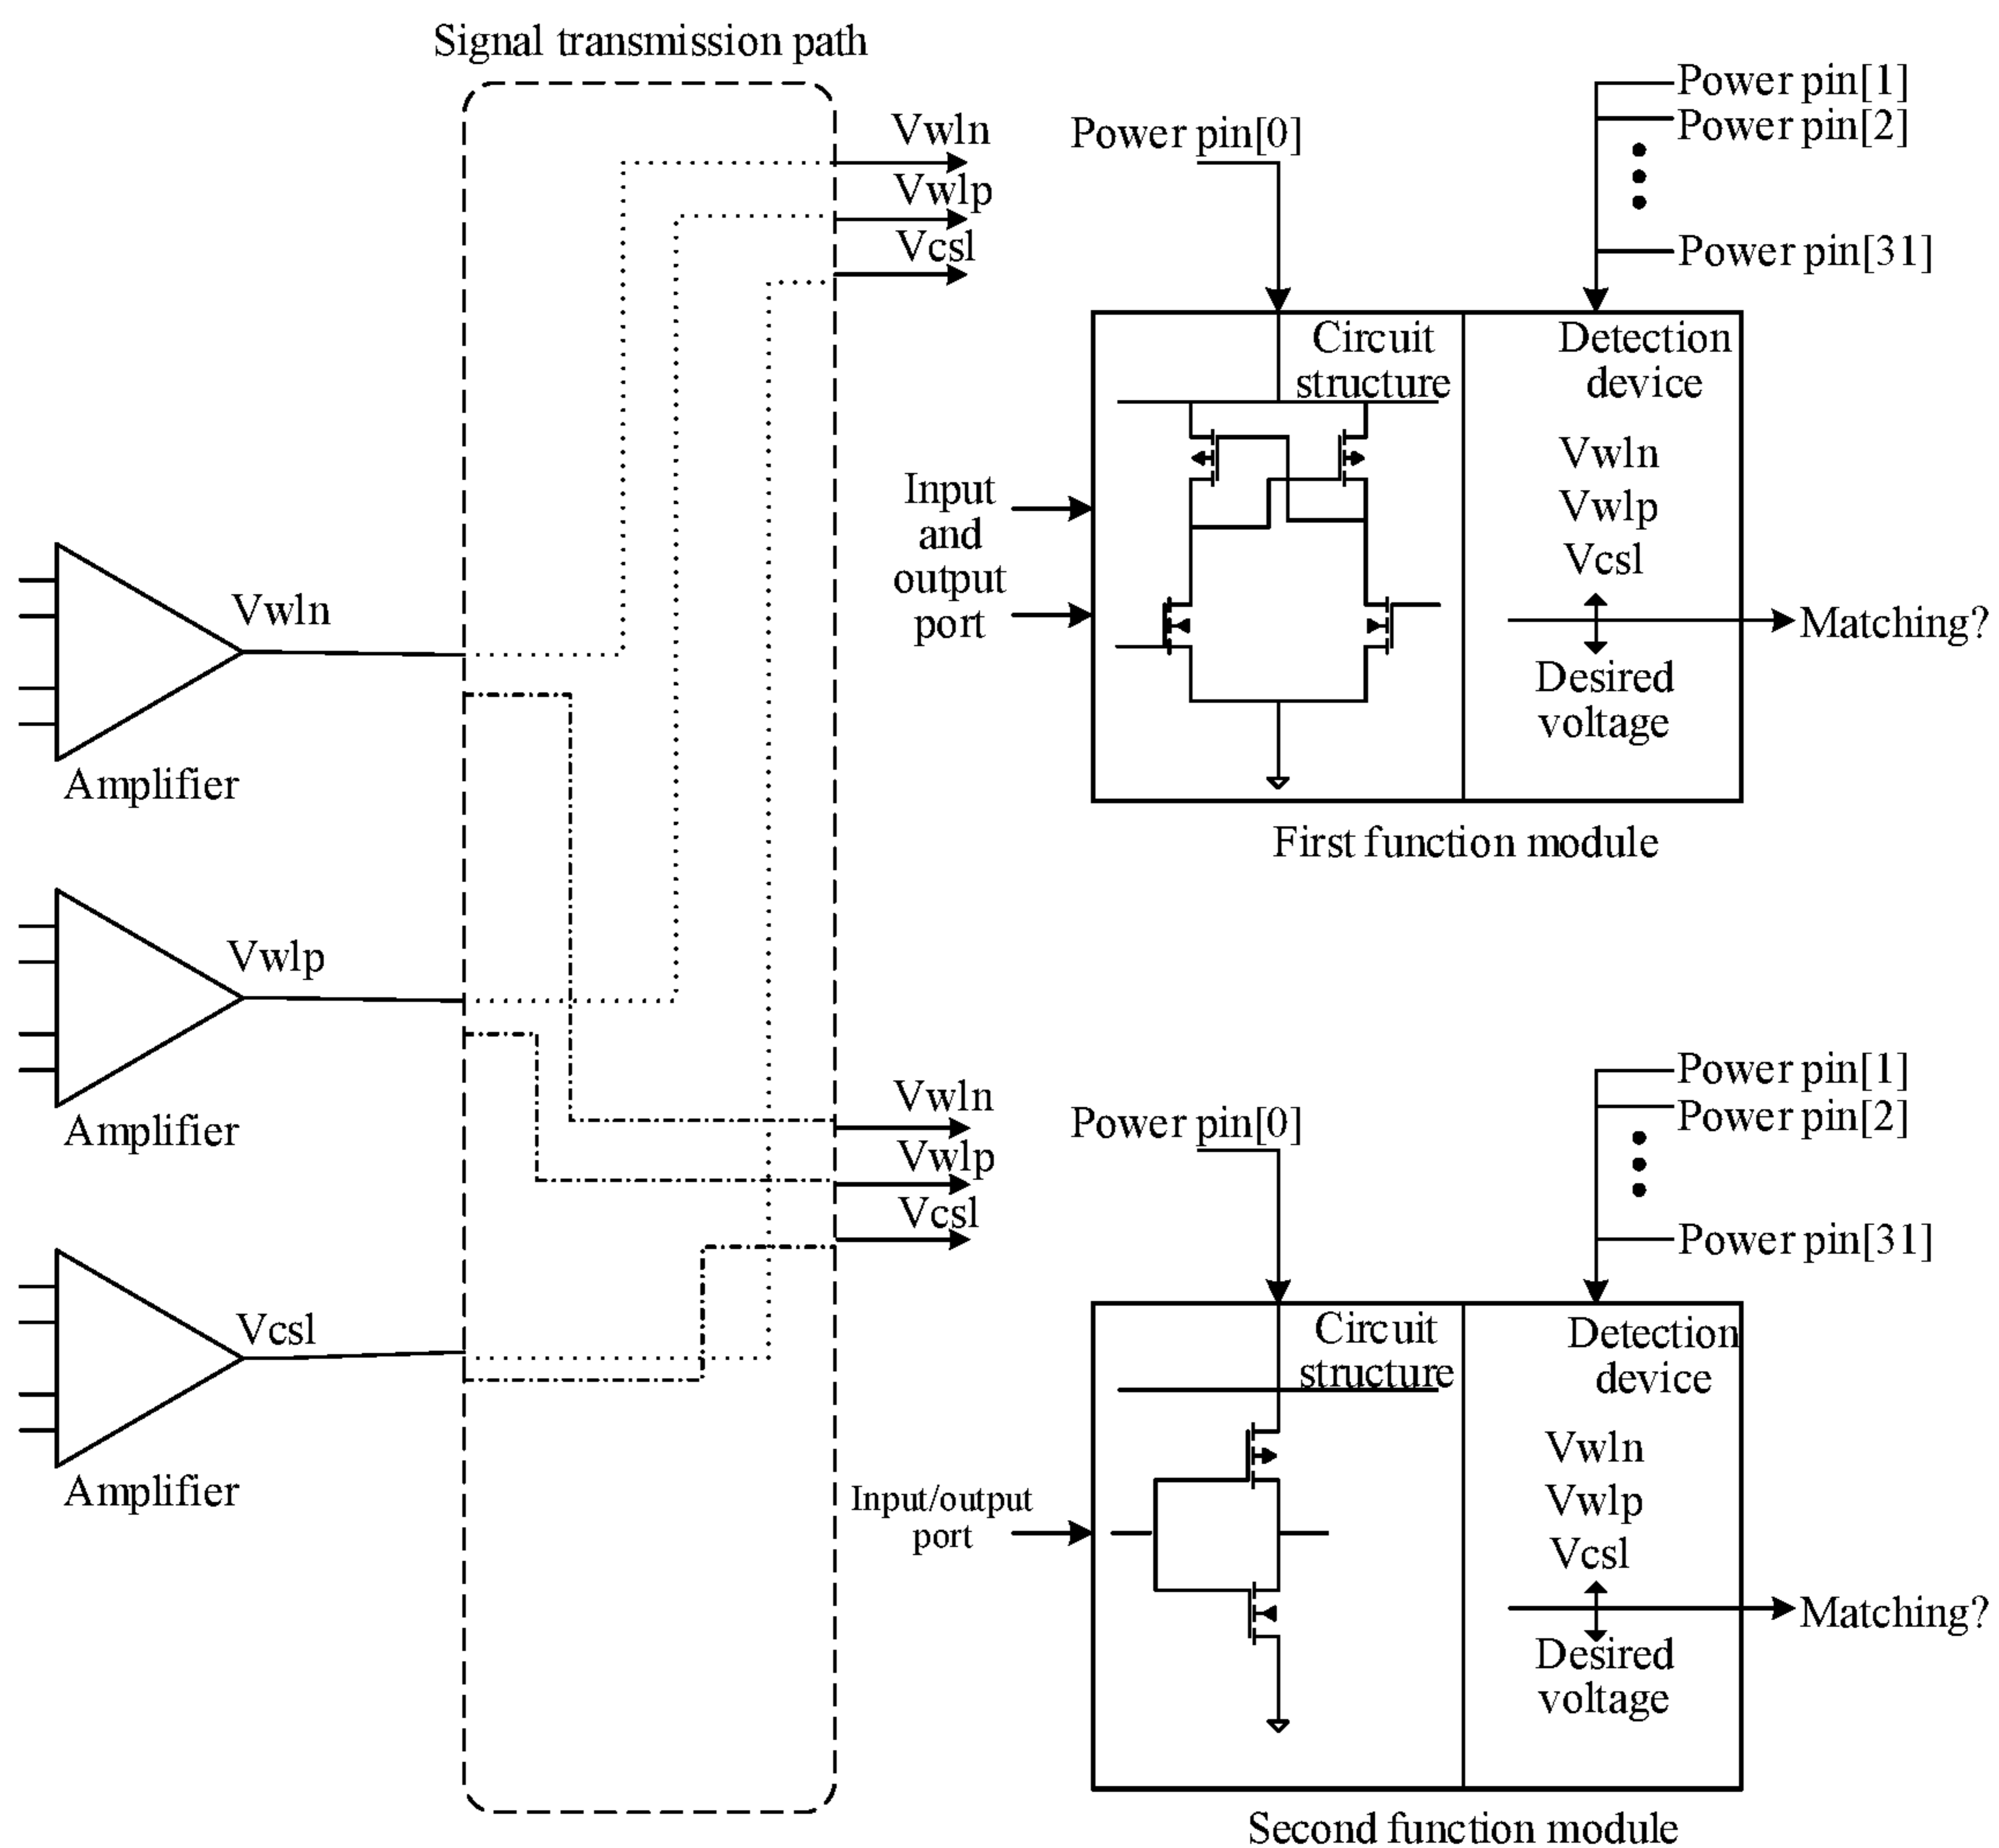 Signal transmission path
Vwln
Vwlp
Vcsl
Power pin[0]
Power pin[1]
Power pin[2]
Power pin[31]
Circuit
structure
Detection
device
Vwln
Vwlp
Vcsl
Desired
voltage
Matching?
Input
and
output
port
First function module
Vwln
Amplifier
Vwlp
Amplifier
Vcsl
Amplifier
Vwln
Vwlp
Vcsl
Power pin[0]
Power pin[1]
Power pin[2]
Power pin[31]
Circuit
structure
Detection
device
Vwln
Vwlp
Vcsl
Desired
voltage
Matching?
Input/output
port
Second function module